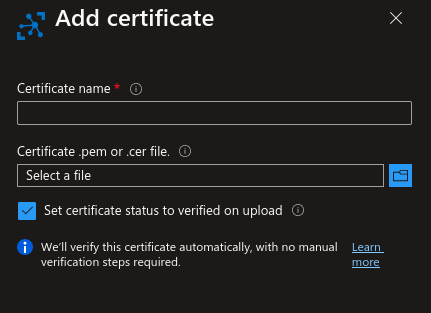 Add certificate
Certificate name *
Certificate .pem or .cer file.
Select a file
Set certificate status to verified on upload
We'll verify this certificate automatically, with no manual
verification steps required.
Learn
more